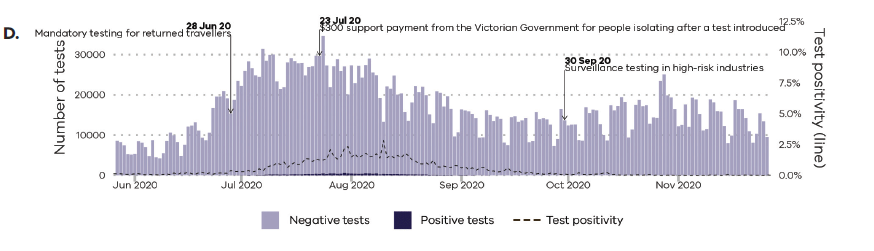 D.
28 Jun 20
Mandatory testing for returned travellers
23 Jul 20
$300 support payment from the Victorian Government for people isolating after a test introduced
30 Sep 20
Surveillance testing in high-risk industries
Number of tests
30000
20000
10000
0
12.5%
10.0%
7.5%
5.0%
2.5%
0.0%
Test positivity (line)
Jun 2020
Jul 2020
Aug 2020
Sep 2020
Oct 2020
Nov 2020
Negative tests
Positive tests
Test positivity